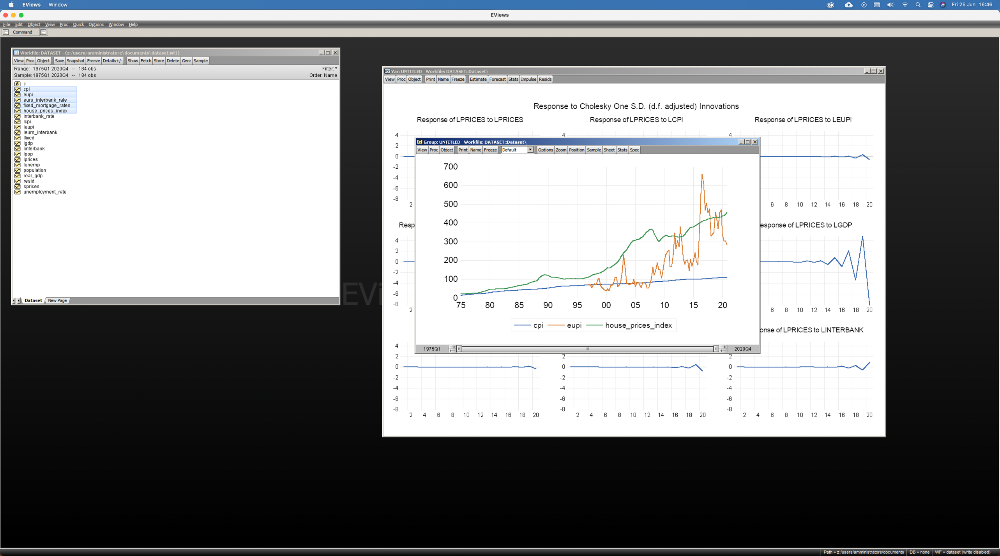 EViews Window Fri 25 Jun 16:46
EViews
File Edit Object View Proc Quick Options Window Help
Command
Workfile: DATASET - (z:/users/amministratore\documents\dataset.wf1)
View Proc Object Save Snapshot Freeze Details+/- Show Fetch Store Delete Genr Sample
Range: 1975Q1 2020Q4 -- 184 obs Filter: *
Sample: 1975Q1 2020Q4 -- 184 obs Order: Name
β c
cpi
eupi
euro_interbank_rate
fixed_mortgage_rates
house_prices_index
interbank_rate
lcpi
leupi
leuro_interbank
lfixed
lgdp
linterbank
lpop
lprices
lunemp
population
real_gdp
resid
sprices
unemployment_rate
Dataset New Page
EVi
var Var: UNTITLED Workfile: DATASET::Dataset\
View Proc Object Print Name Freeze Estimate Forecast Stats Impulse Resids
Response to Cholesky One S.D. (d.f. adjusted) Innovations
Response of LPRICES to LPRICES Response of LPRICES to LCPI Response of LPRICES to LEUPI
4 4 4
2
0
-2
-4
-6
-8
2 6 8 10 12 14 16 18 20
Resp esponse of LPRICES to LGDP
4
2
0
-2
-4
-6
-8
2 6 8 10 12 14 16 18 20
onse of LPRICES to LINTERBANK
4
2 2 2
0 0 0
-2 -2 -2
-4 -4 -4
-6 -6 -6
-8 -8 -8
2 4 6 8 10 12 14 16 18 20 2 4 6 8 10 12 14 16 18 20 2 4 6 8 10 12 14 16 18 20
G Group: UNTITLED Workfile: DATASET::Dataset\
View Proc Object Print Name Freeze Default Options Zoom Position Sample Sheet Stats Spec
700
600
500
400
300
200
100
0
75 80 85 90 95 00 05 10 15 20
cpi eupi house_prices_index
1975Q1 2020Q4
Path = z:/users/amministratore\documents DB = none WF = dataset (write disabled)